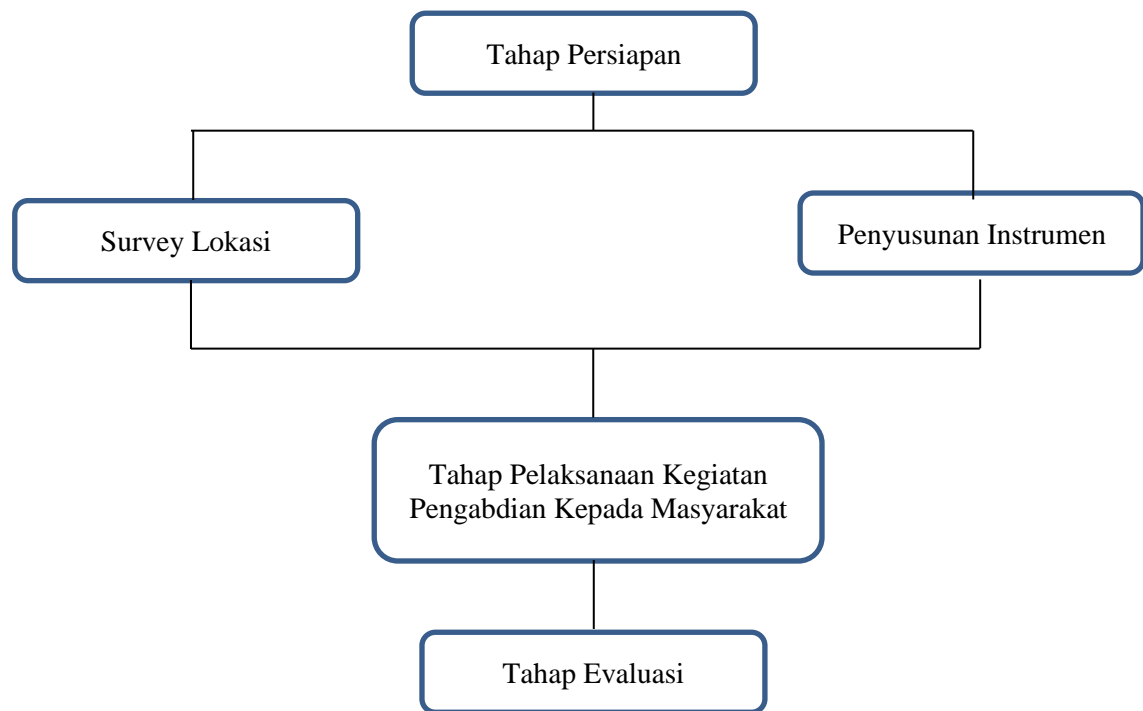 Tahap Persiapan
Survey Lokasi
Penyusunan Instrumen
Tahap Pelaksanaan Kegiatan
Pengabdian Kepada Masyarakat
Tahap Evaluasi